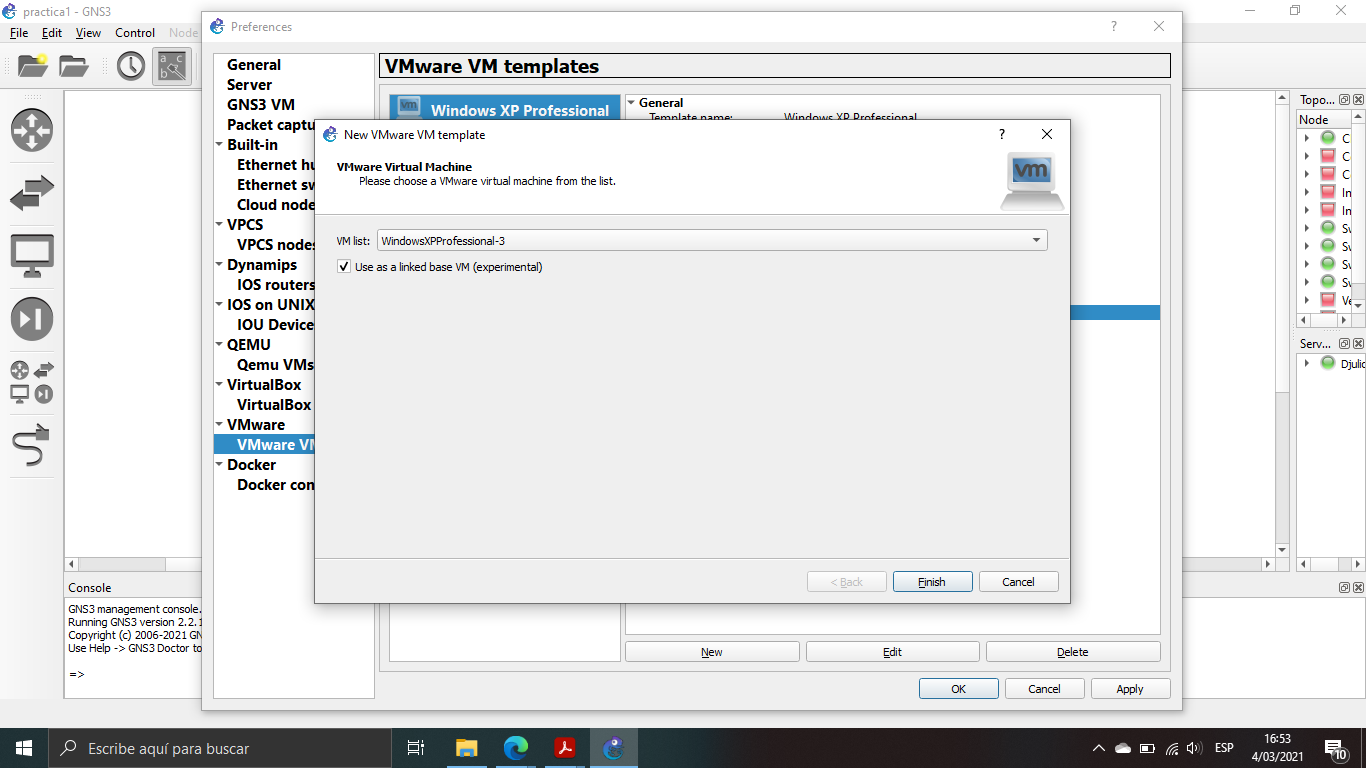 practica1 - GNS3
File Edit View Control Node
Preferences
?
General
Server
GNS3 VM
Packet captu
Built-in
Ethernet hu
Ethernet sw
Cloud node
VPCS
VPCS nodes
Dynamips
IOS routers
IOS on UNIX
IOU Device
QEMU
Qemu VMs
VirtualBox
VirtualBox
VMware
VMware VM
Docker
Docker con
VMware VM templates
vm
Windows XP Professional
General
Template name: Windows XP Professional
New VMware VM template
?
VMware Virtual Machine
Please choose a VMware virtual machine from the list.
vm
VM list: WindowsXPProfessional-3
Use as a linked base VM (experimental)
< Back Finish Cancel
New Edit Delete
OK Cancel Apply
Topo...
Node
C
C
C
In
In
Sv
Sv
Sv
Sv
Ve
Serv...
Djulic
Console
GNS3 management console.
Running GNS3 version 2.2.1
Copyright (c) 2006-2021 GN
Use Help -> GNS3 Doctor to
=>
Escribe aquí para buscar
ESP
16:53
4/03/2021
10